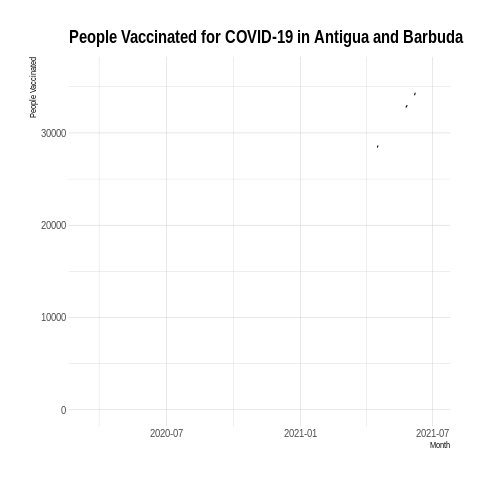 People Vaccinated for COVID-19 in Antigua and Barbuda
People Vaccinated
30000
20000
10000
0
2020-07 2021-01 2021-07
Month